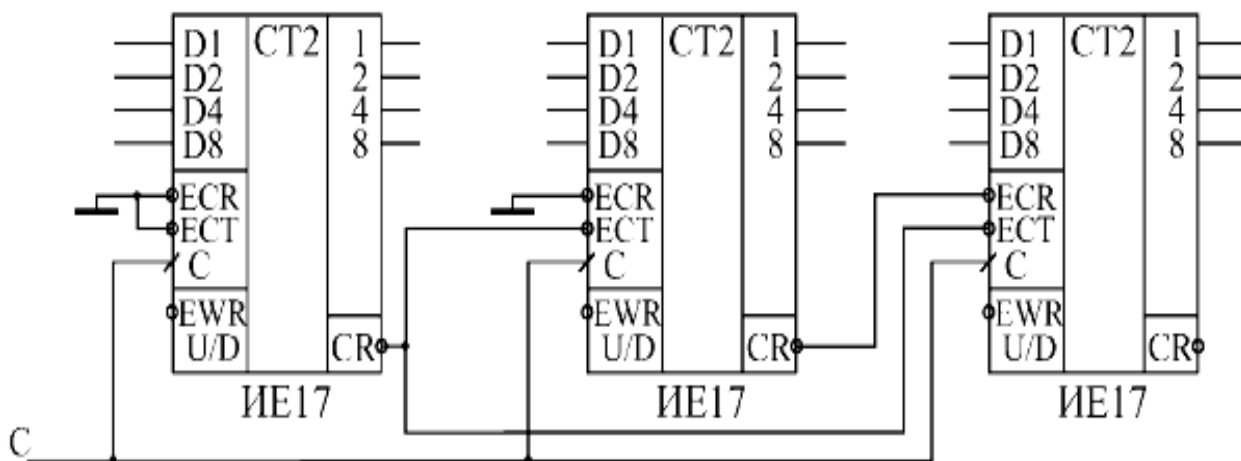 D1 CT2 1 D1 CT2 1 D1 CT2 1
D2 2 D2 2 D2 2
D4 4 D4 4 D4 4
D8 8 D8 8 D8 8
ECR ECR ECR
ECT ECT ECT
C C C
EWR EWR EWR
U/D CR U/D CR U/D CR
ИЕ17 ИЕ17 ИЕ17
C